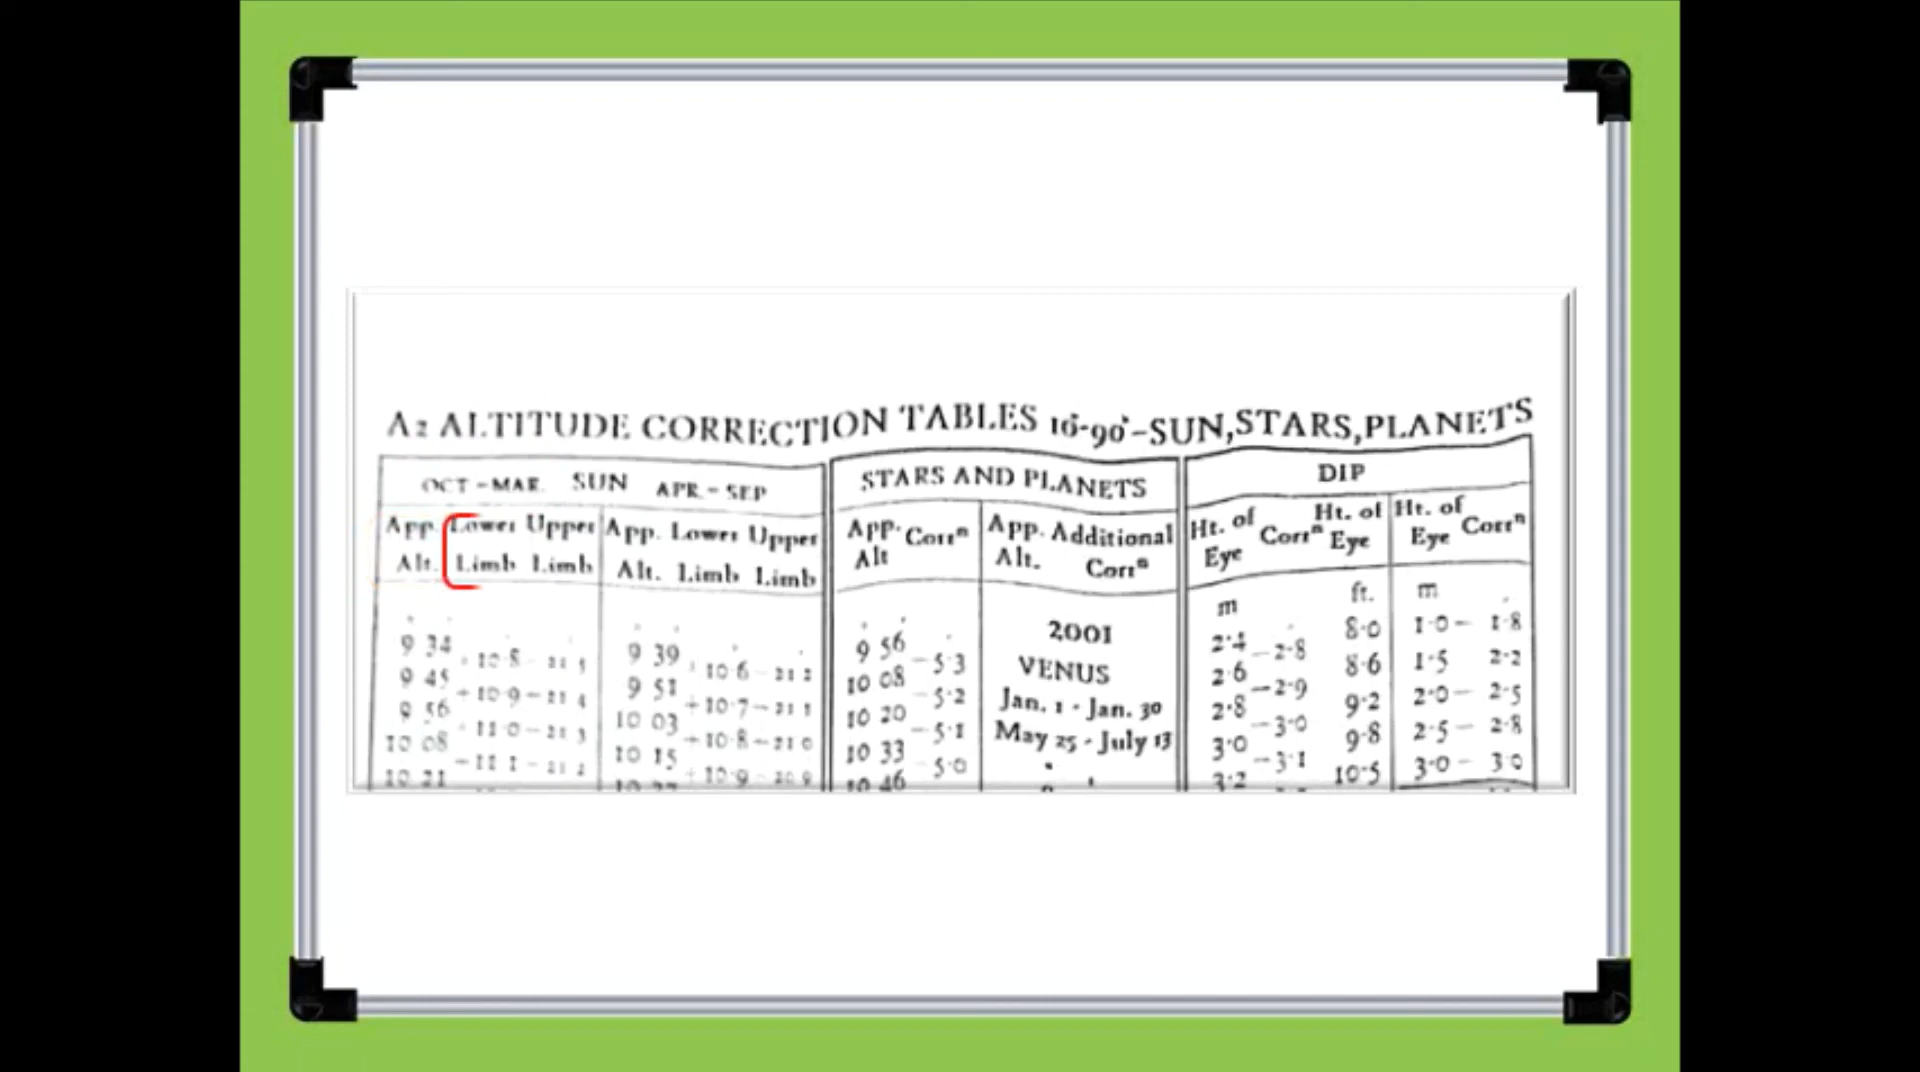 A2 ALTITUDE CORRECTION TABLES 10°-90°-SUN, STARS, PLANETS
OCT-MAR. SUN APR.-SEP
App. Lower Upper
Alt. Limb Limb
App. Lower Upper
Alt. Limb Limb
9 34
+10.8-21.5
9 45
+10.9-21.4
9 56
+11.0-21.3
10 08
+11.1-21.2
10 21
9 39
+10.6-21.2
9 51
+10.7-21.1
10 03
+10.8-21.0
10 15
+10.9-20.9
10 27
STARS AND PLANETS
App. Corrⁿ
Alt
9 56
-5.3
10 08
-5.2
10 20
-5.1
10 33
-5.0
10 46
App. Additional
Alt. Corrⁿ
2001
VENUS
Jan. 1 - Jan. 30
May 25 - July 13
DIP
Ht. of Corrⁿ Ht. of
Eye Eye
m ft.
2.4 8.0
-2.8
2.6 8.6
-2.9
2.8 9.2
-3.0
3.0 9.8
-3.1
3.2 10.5
Ht. of Corrⁿ
Eye
m
1.0 - 1.8
1.5 2.2
2.0 - 2.5
2.5 - 2.8
3.0 - 3.0